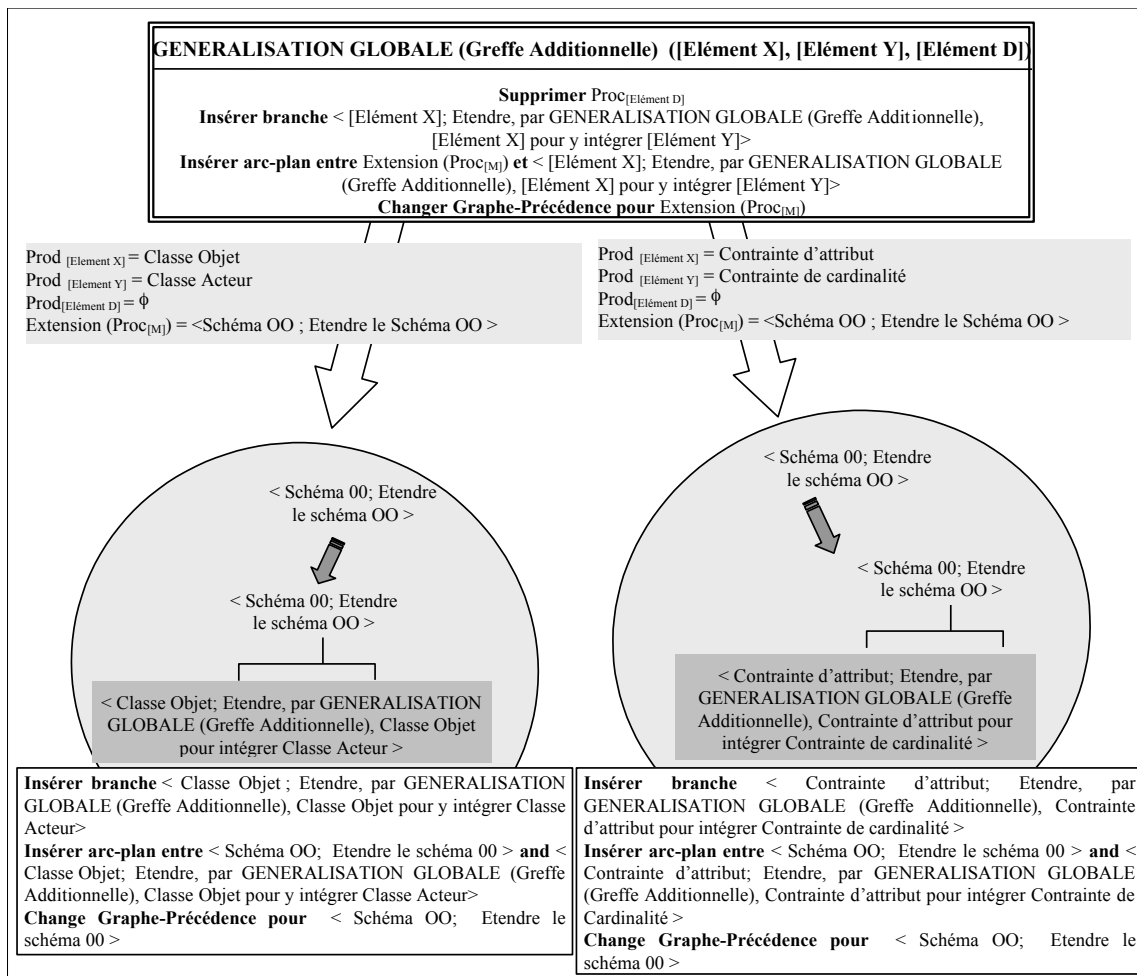 GENERALISATION GLOBALE (Greffe Additionnelle) ([Elément X], [Elément Y], [Elément D])
Supprimer Proc[Elément D]
Insérer branche < [Elément X]; Etendre, par GENERALISATION GLOBALE (Greffe Additionnelle),
[Elément X] pour y intégrer [Elément Y]>
Insérer arc-plan entre Extension (Proc[M]) et < [Elément X]; Etendre, par GENERALISATION GLOBALE
(Greffe Additionnelle), [Elément X] pour y intégrer [Elément Y]>
Changer Graphe-Précédence pour Extension (Proc[M])
Prod [Element X] = Classe Objet
Prod [Element Y] = Classe Acteur
Prod[Elément D] = ϕ
Extension (Proc[M]) = <Schéma OO ; Etendre le Schéma OO >
Prod [Elément X] = Contrainte d’attribut
Prod [Elément Y] = Contrainte de cardinalité
Prod[Elément D] = ϕ
Extension (Proc[M]) = <Schéma OO ; Etendre le Schéma OO >
< Schéma 00; Etendre
le schéma OO >
< Schéma 00; Etendre
le schéma OO >
< Classe Objet; Etendre, par GENERALISATION
GLOBALE (Greffe Additionnelle), Classe Objet
pour intégrer Classe Acteur >
< Schéma 00; Etendre
le schéma OO >
< Schéma 00; Etendre
le schéma OO >
< Contrainte d’attribut; Etendre, par
GENERALISATION GLOBALE (Greffe
Additionnelle), Contrainte d’attribut pour
intégrer Contrainte de cardinalité >
Insérer branche < Classe Objet ; Etendre, par GENERALISATION
GLOBALE (Greffe Additionnelle), Classe Objet pour y intégrer Classe
Acteur>
Insérer arc-plan entre < Schéma OO; Etendre le schéma 00 > and <
Classe Objet; Etendre, par GENERALISATION GLOBALE (Greffe
Additionnelle), Classe Objet pour y intégrer Classe Acteur>
Change Graphe-Précédence pour < Schéma OO; Etendre le
schéma 00 >
Insérer branche < Contrainte d’attribut; Etendre, par
GENERALISATION GLOBALE (Greffe Additionnelle), Contrainte
d’attribut pour intégrer Contrainte de cardinalité >
Insérer arc-plan entre < Schéma OO; Etendre le schéma 00 > and <
Contrainte d’attribut; Etendre, par GENERALISATION GLOBALE
(Greffe Additionnelle), Contrainte d’attribut pour intégrer Contrainte de
Cardinalité >
Change Graphe-Précédence pour < Schéma OO; Etendre le
schéma 00 >